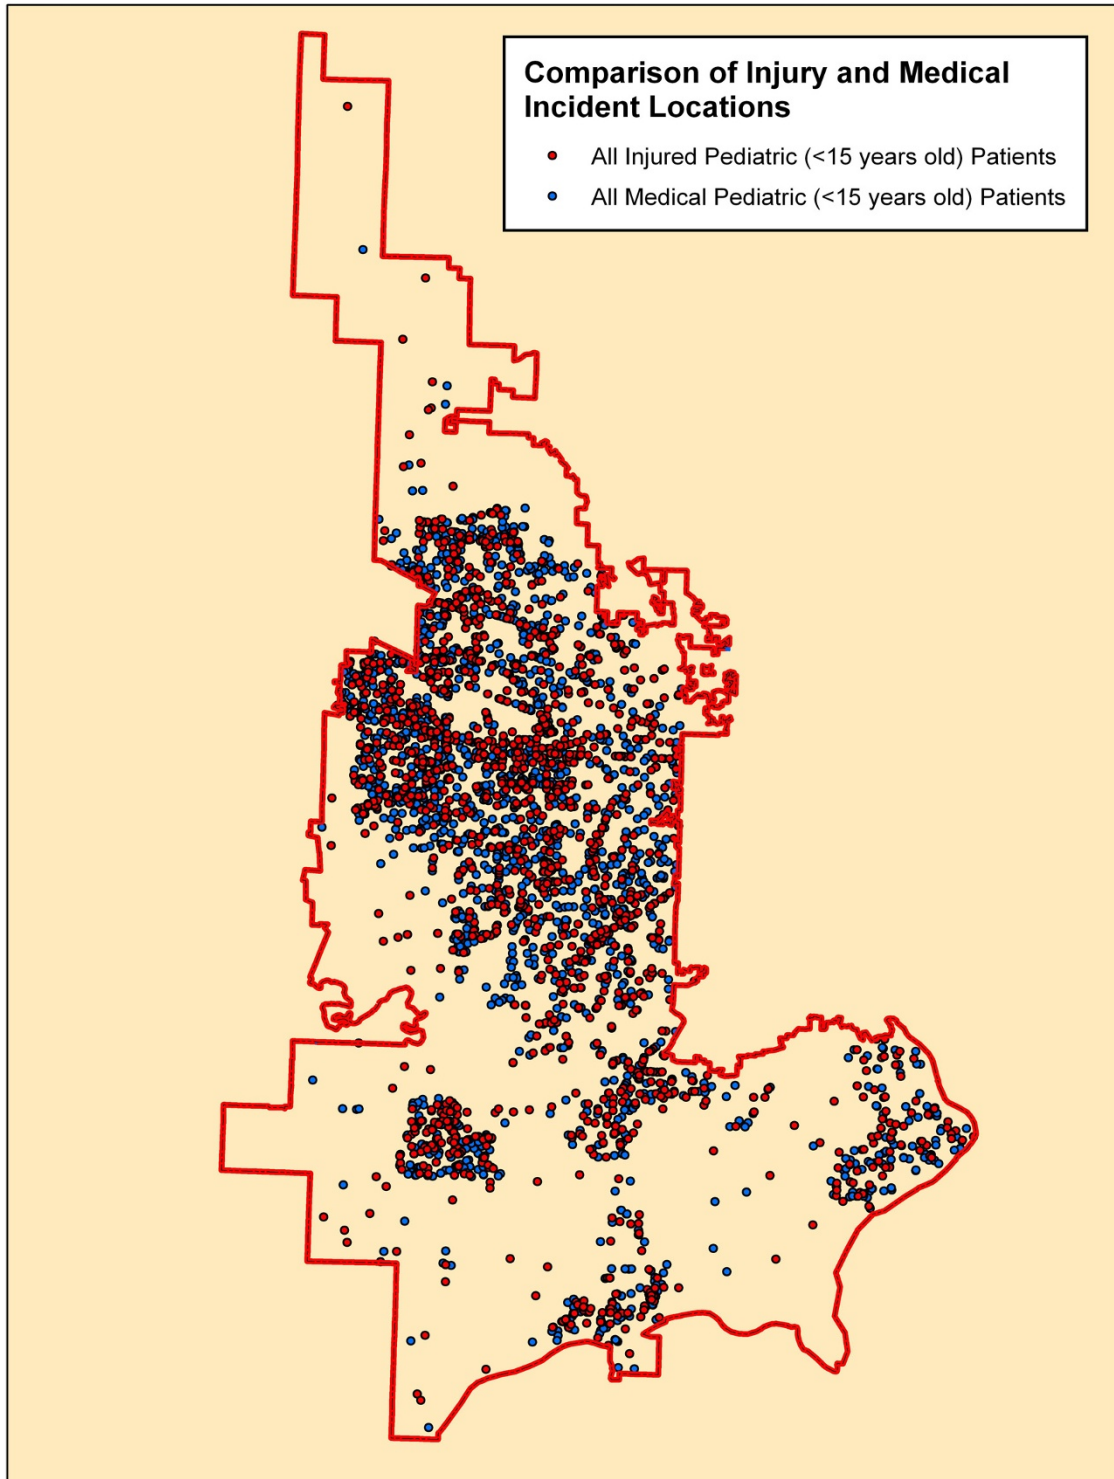 Comparison of Injury and Medical
Incident Locations
All Injured Pediatric (<15 years old) Patients
All Medical Pediatric (<15 years old) Patients